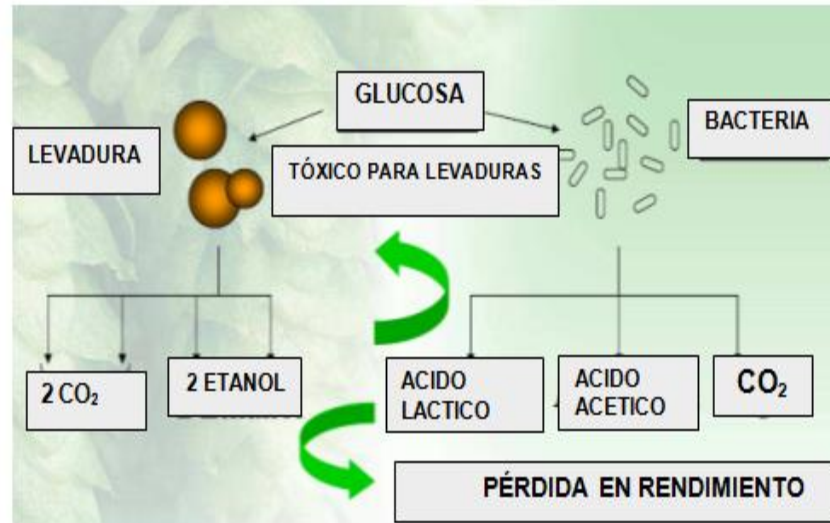 GLUCOSA
BACTERIA
LEVADURA
TÓXICO PARA LEVADURAS
2 CO₂
2 ETANOL
ACIDO
LACTICO
ACIDO
ACETICO
CO₂
PÉRDIDA EN RENDIMIENTO